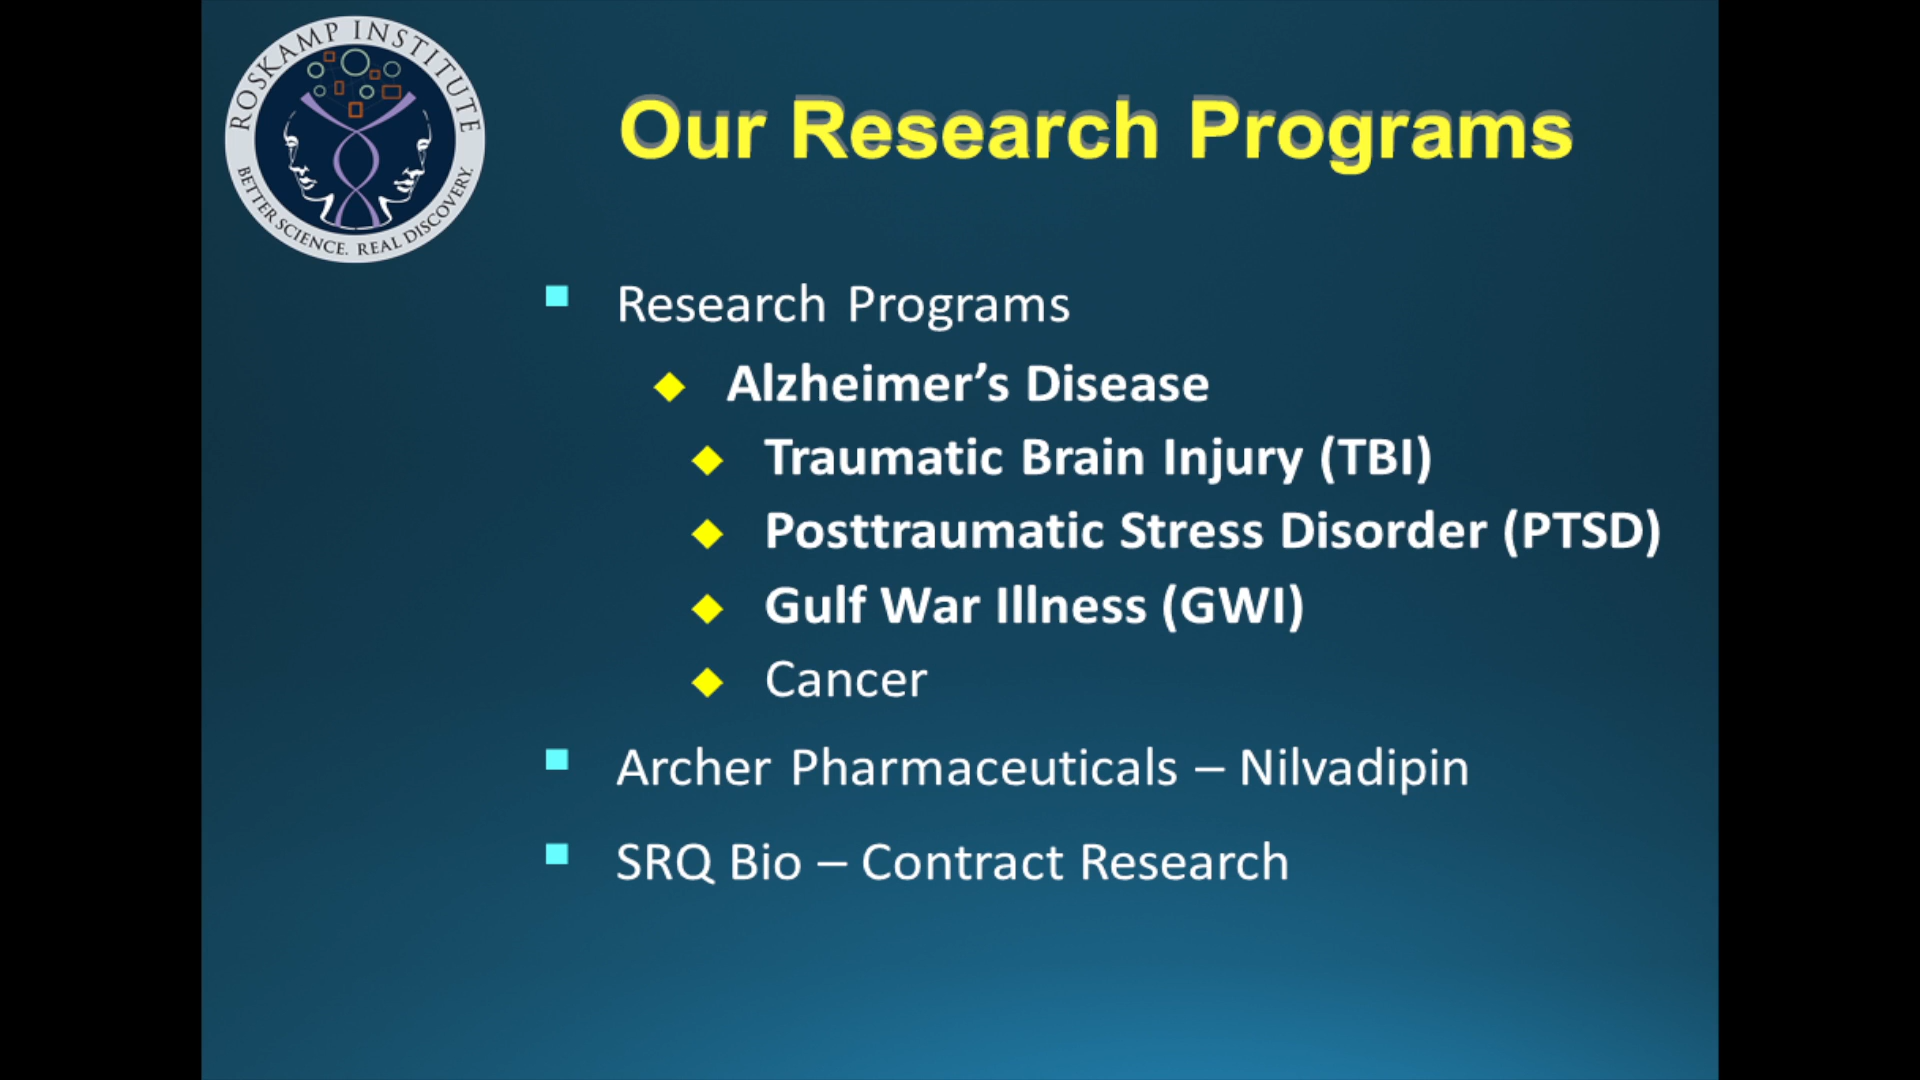 ROSKAMP INSTITUTE
BETTER SCIENCE. REAL DISCOVERY.
Our Research Programs
Research Programs
Alzheimer’s Disease
Traumatic Brain Injury (TBI)
Posttraumatic Stress Disorder (PTSD)
Gulf War Illness (GWI)
Cancer
Archer Pharmaceuticals – Nilvadipin
SRQ Bio – Contract Research